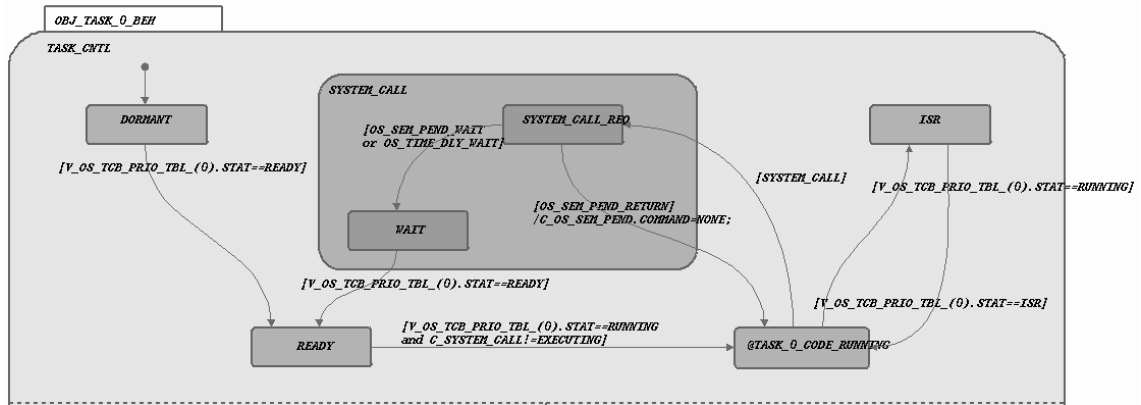 OBJ_TASK_0_BEH
TASK_CNTL
SYSTEM_CALL
DORMANT
SYSTEM_CALL_REQ
ISR
[OS_SEM_PEND_WAIT
or OS_TIME_DLY_WAIT]
[V_OS_TCB_PRIO_TBL_(0).STAT==READY]
[SYSTEM_CALL]
[V_OS_TCB_PRIO_TBL_(0).STAT==RUNNING]
[OS_SEM_PEND_RETURN]
/C_OS_SEM_PEND.COMMAND=NONE;
WAIT
[V_OS_TCB_PRIO_TBL_(0).STAT==READY]
[V_OS_TCB_PRIO_TBL_(0).STAT==ISR]
[V_OS_TCB_PRIO_TBL_(0).STAT==RUNNING
and C_SYSTEM_CALL!=EXECUTING]
READY
@TASK_0_CODE_RUNNING